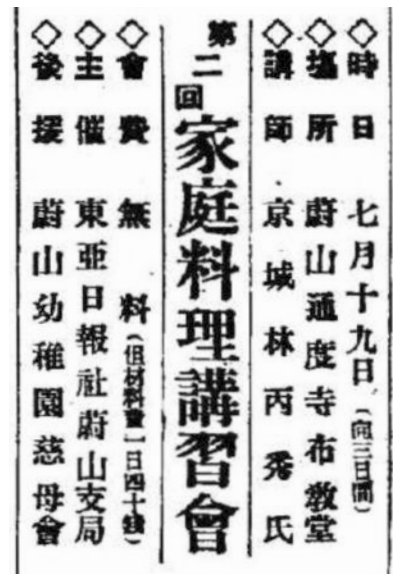 ◇時日 七月十九日(向三日間)
◇場所 蔚山通度寺布敎堂
◇講師 京城林丙秀氏
第二回家庭料理講習會
◇會費 無料(但材料費一日四十錢)
◇主催 東亞日報社蔚山支局
◇後援 蔚山幼稚園慈母會